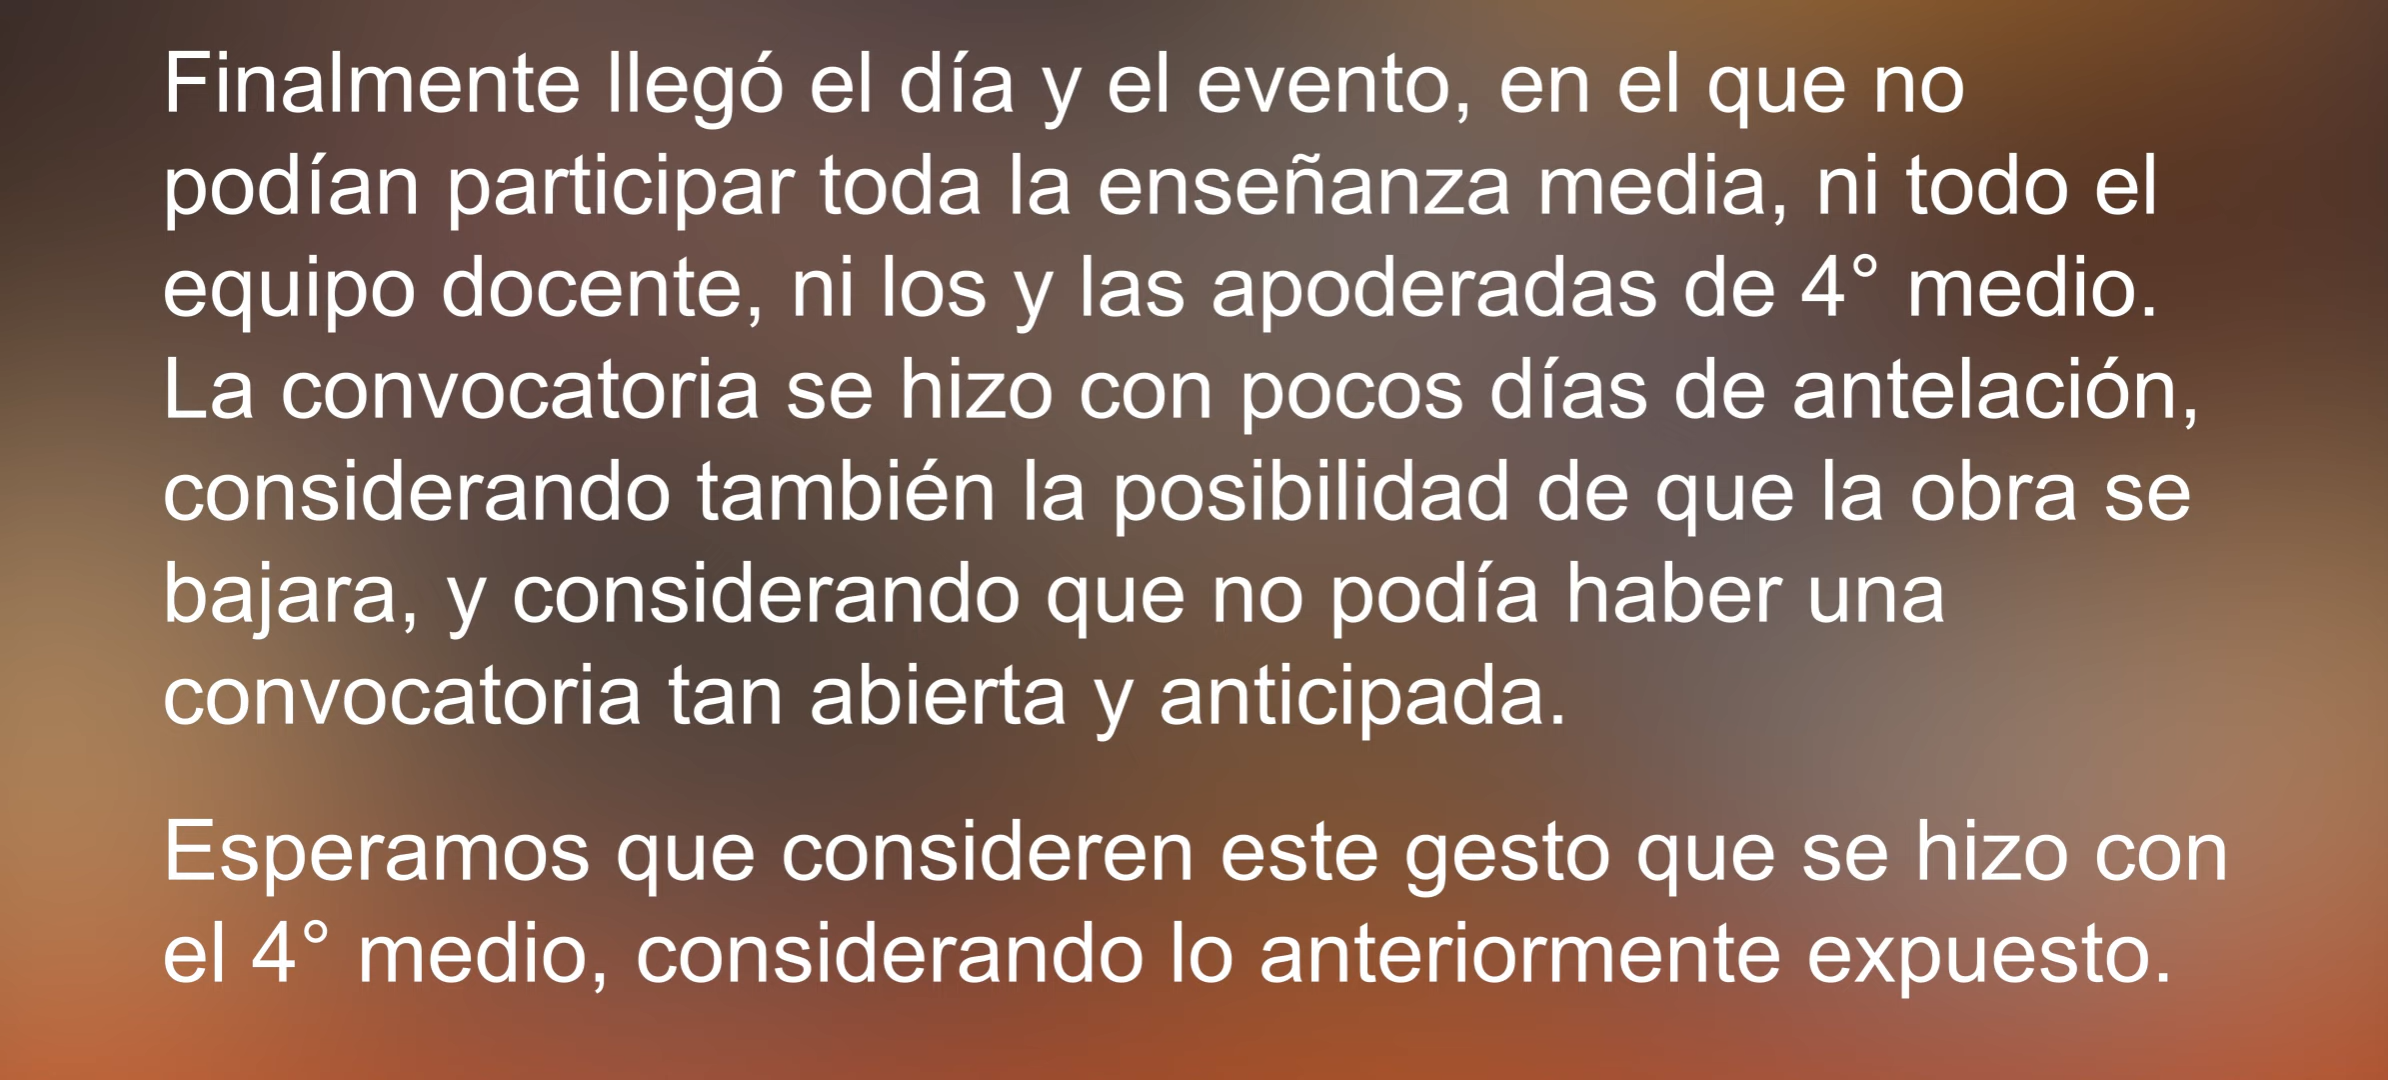 Finalmente llegó el día y el evento, en el que no
podían participar toda la enseñanza media, ni todo el
equipo docente, ni los y las apoderadas de 4° medio.
La convocatoria se hizo con pocos días de antelación,
considerando también la posibilidad de que la obra se
bajara, y considerando que no podía haber una
convocatoria tan abierta y anticipada.
Esperamos que consideren este gesto que se hizo con
el 4° medio, considerando lo anteriormente expuesto.